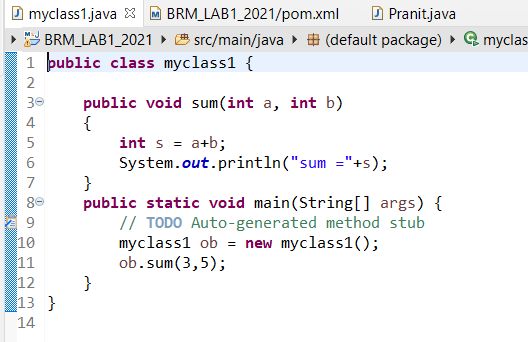 myclass1.java BRM_LAB1_2021/pom.xml Pranit.java
BRM_LAB1_2021 src/main/java (default package)
1 public class myclass1 {
2
3 public void sum(int a, int b)
4 {
5 int s = a+b;
6 System.out.println("sum ="+s);
7 }
8 public static void main(String[] args) {
9 // TODO Auto-generated method stub
10 myclass1 ob = new myclass1();
11 ob.sum(3,5);
12 }
13 }
14